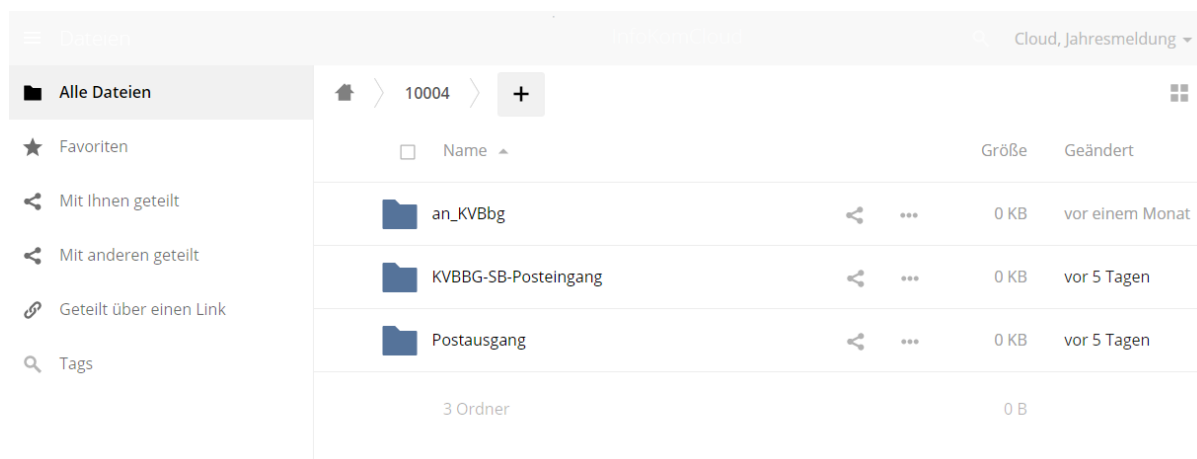 Dateien
Cloud, Jahresmeldung
Alle Dateien
10004
+
Favoriten
Name
Größe
Geändert
Mit Ihnen geteilt
an_KVBbg
0 KB
vor einem Monat
Mit anderen geteilt
KVBBG-SB-Posteingang
0 KB
vor 5 Tagen
Geteilt über einen Link
Postausgang
0 KB
vor 5 Tagen
Tags
3 Ordner
0 B